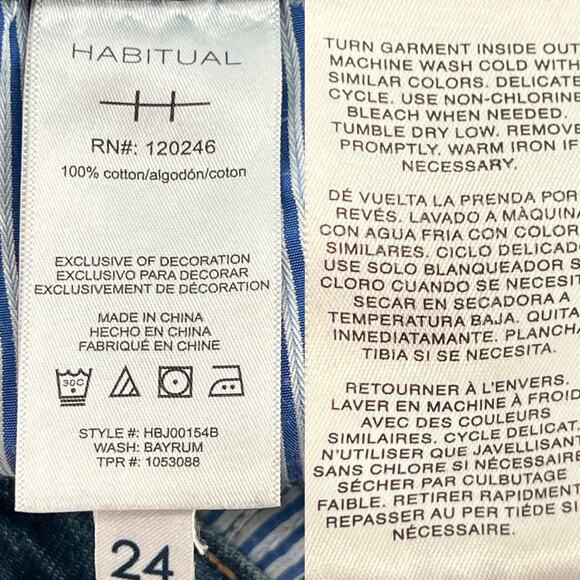 HABITUAL
RN#: 120246
100% cotton/algodón/coton
EXCLUSIVE OF DECORATION
EXCLUSIVO PARA DECORAR
EXCLUSIVEMENT DE DÉCORATION
MADE IN CHINA
HECHO EN CHINA
FABRIQUÉ EN CHINE
30C
STYLE #: HBJ00154B
WASH: BAYRUM
TPR #: 1053088
24
TURN GARMENT INSIDE OUT
MACHINE WASH COLD WITH
SIMILAR COLORS. DELICATE
CYCLE. USE NON-CHLORINE
BLEACH WHEN NEEDED.
TUMBLE DRY LOW. REMOVE
PROMPTLY. WARM IRON IF
NECESSARY.
DÉ VUELTA LA PRENDA POR
REVÉS. LAVADO A MÀQUINA
CON AGUA FRIA CON COLOR
SIMILARES. CICLO DELICAD
USE SOLO BLANQUEADOR S
CLORO CUANDO SE NECESIT
SECAR EN SECADORA A
TEMPERATURA BAJA. QUITA
INMEDIATAMANTE. PLANCHA
TIBIA SI SE NECESITA.
RETOURNER À L'ENVERS.
LAVER EN MACHINE À FROID
AVEC DES COULEURS
SIMILAIRES. CYCLE DELICAT.
N'UTILISER QUE JAVELLISANT
SANS CHLORE SI NÉCESSAIRE
SÉCHER PAR CULBUTAGE
FAIBLE. RETIRER RAPIDMENT
REPASSER AU PER TIÉDE SI
NÉCESSAIRE.